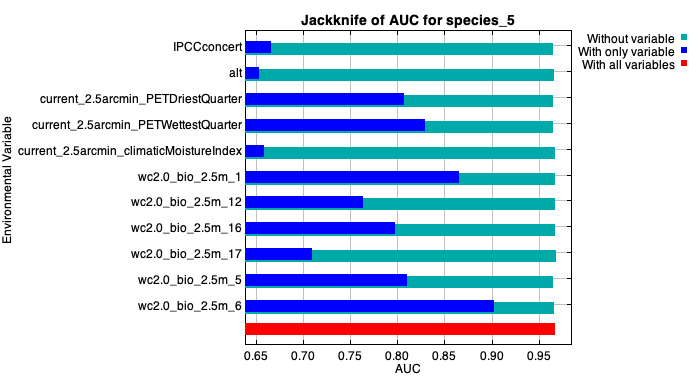 Jackknife of AUC for species_5
Without variable
With only variable
With all variables
Environmental Variable
IPCCconcert
alt
current_2.5arcmin_PETDriestQuarter
current_2.5arcmin_PETWettestQuarter
current_2.5arcmin_climaticMoistureIndex
wc2.0_bio_2.5m_1
wc2.0_bio_2.5m_12
wc2.0_bio_2.5m_16
wc2.0_bio_2.5m_17
wc2.0_bio_2.5m_5
wc2.0_bio_2.5m_6
0.65 0.70 0.75 0.80 0.85 0.90 0.95
AUC